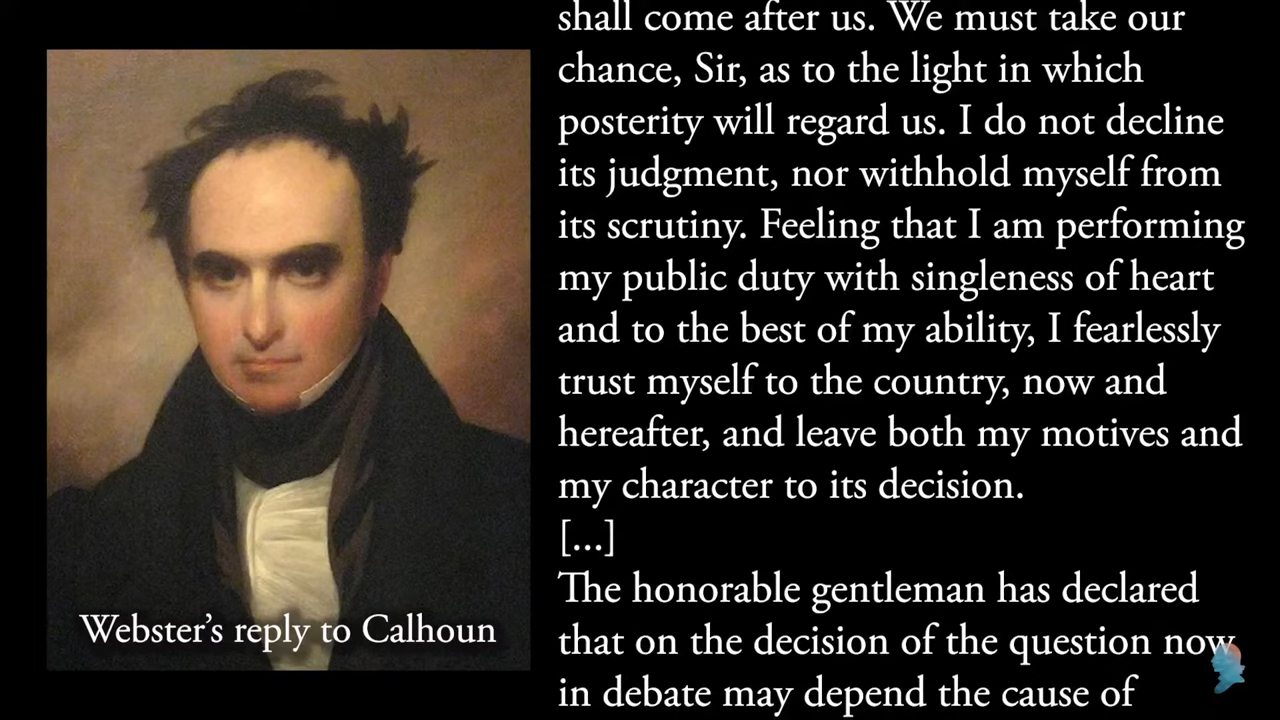 shall come after us. We must take our
chance, Sir, as to the light in which
posterity will regard us. I do not decline
its judgment, nor withhold myself from
its scrutiny. Feeling that I am performing
my public duty with singleness of heart
and to the best of my ability, I fearlessly
trust myself to the country, now and
hereafter, and leave both my motives and
my character to its decision.
[...]
The honorable gentleman has declared
that on the decision of the question now
in debate may depend the cause of
Webster's reply to Calhoun